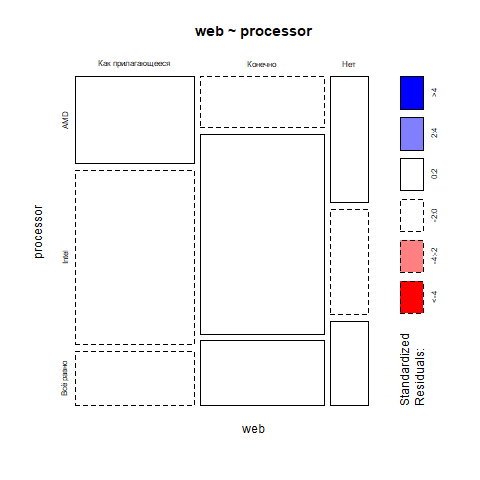 web ~ processor
Как прилагающееся
Конечно
Нет
AMD
Intel
Всё равно
processor
web
>4
2:4
0:2
-2:0
-4:-2
<-4
Standardized
Residuals: